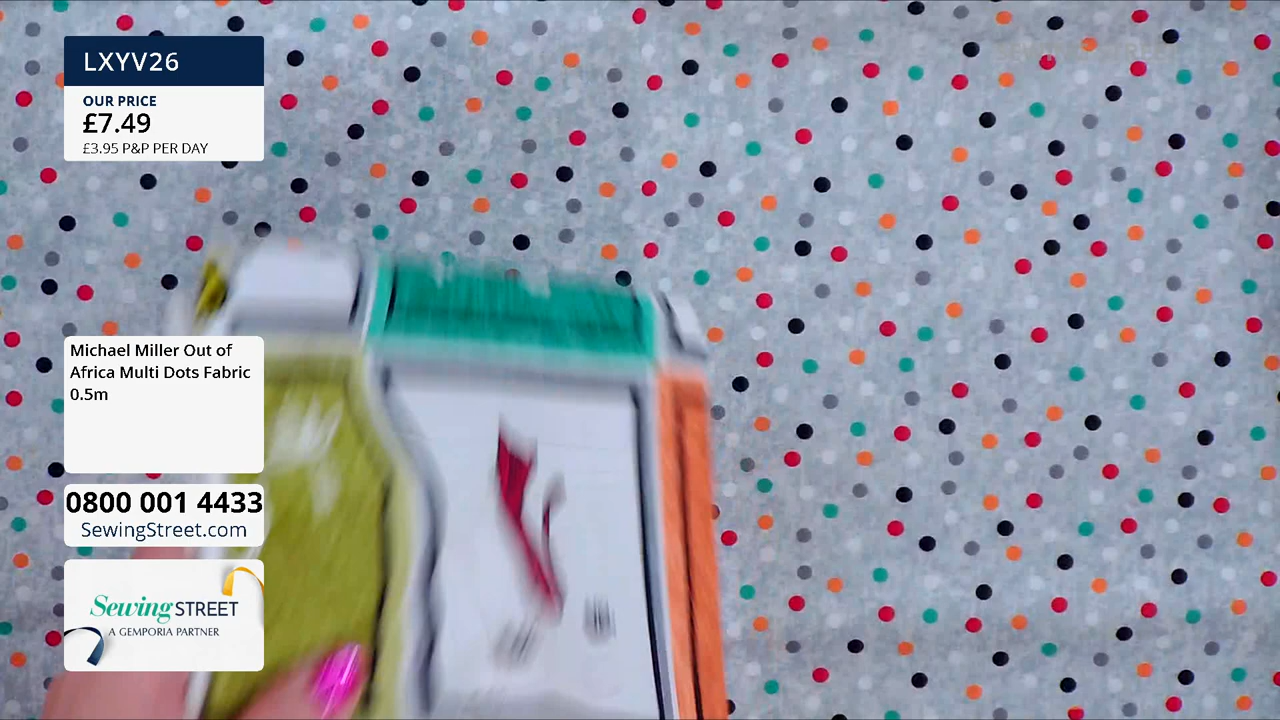 LXYV26
OUR PRICE
£7.49
£3.95 P&P PER DAY
Michael Miller Out of
Africa Multi Dots Fabric
0.5m
0800 001 4433
SewingStreet.com
Sewing STREET
A GEMPORIA PARTNER